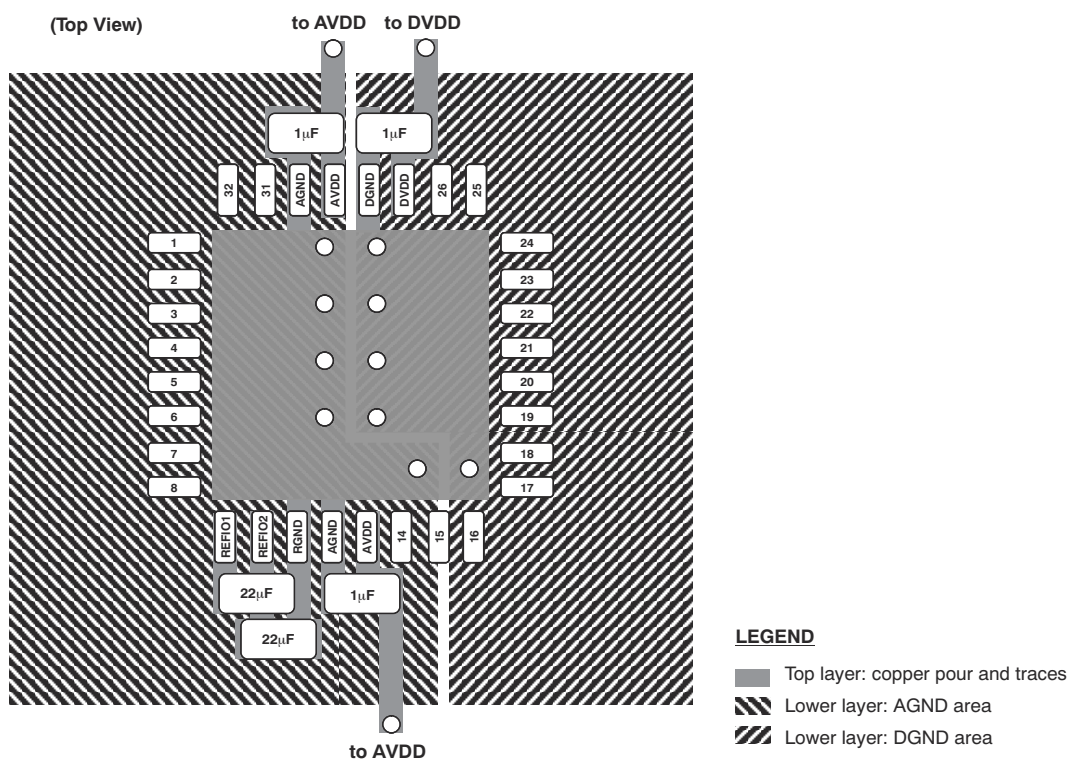 (Top View)
to AVDD
to DVDD
1μF
1μF
32
31
AGND
AVDD
DGND
DVDD
26
25
1
2
3
4
5
6
7
8
24
23
22
21
20
19
18
17
REFIO1
REFIO2
RGND
AGND
AVDD
14
15
16
22μF
1μF
22μF
to AVDD
LEGEND
Top layer: copper pour and traces
Lower layer: AGND area
Lower layer: DGND area